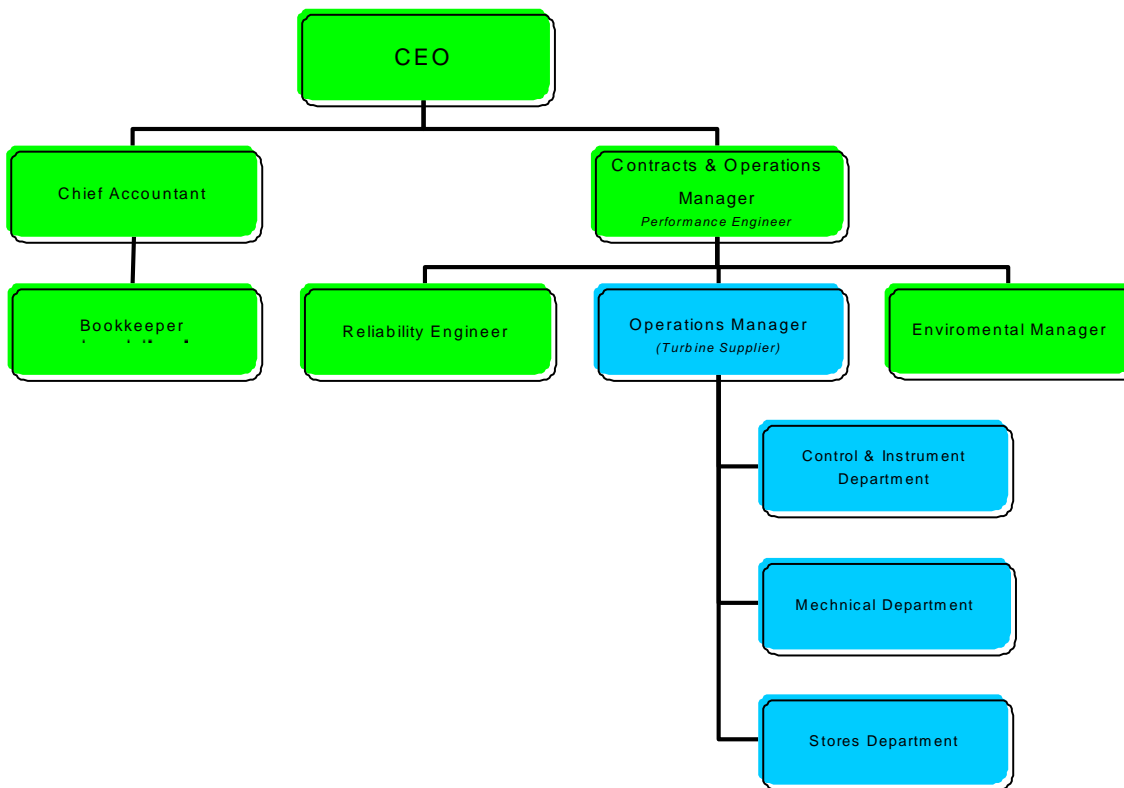 CEO
Chief Accountant
Contracts & Operations
Manager
Performance Engineer
Bookkeeper
Reliability Engineer
Operations Manager
(Turbine Supplier)
Enviromental Manager
Control & Instrument
Department
Mechnical Department
Stores Department